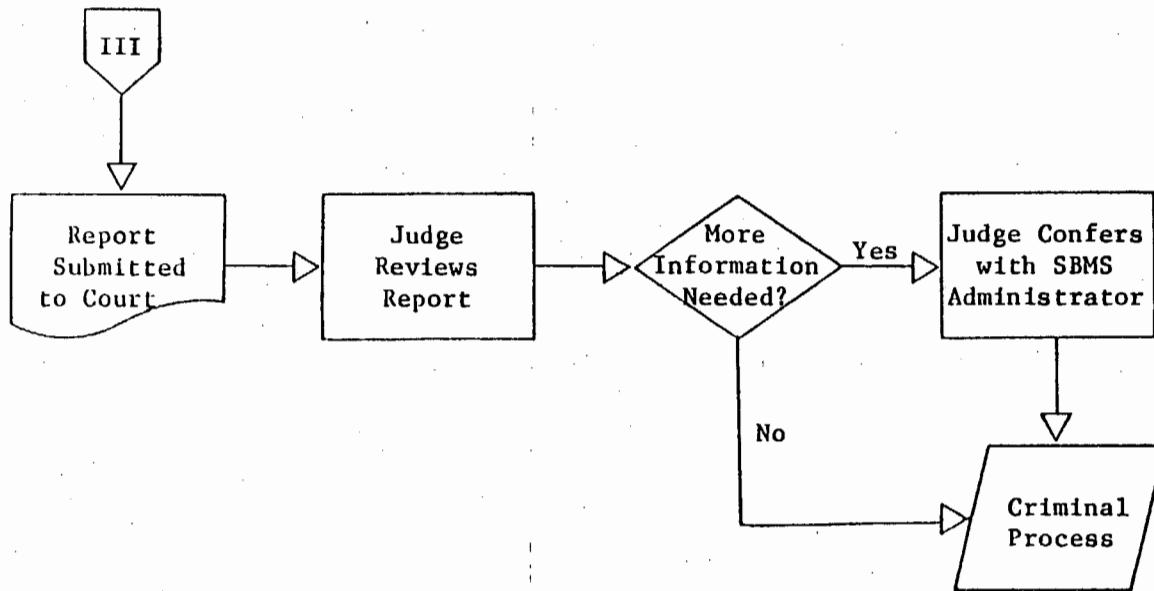 III
Report
Submitted
to Court
Judge
Reviews
Report
More
Information
Needed?
Yes
Judge Confers
with SBMS
Administrator
No
Criminal
Process